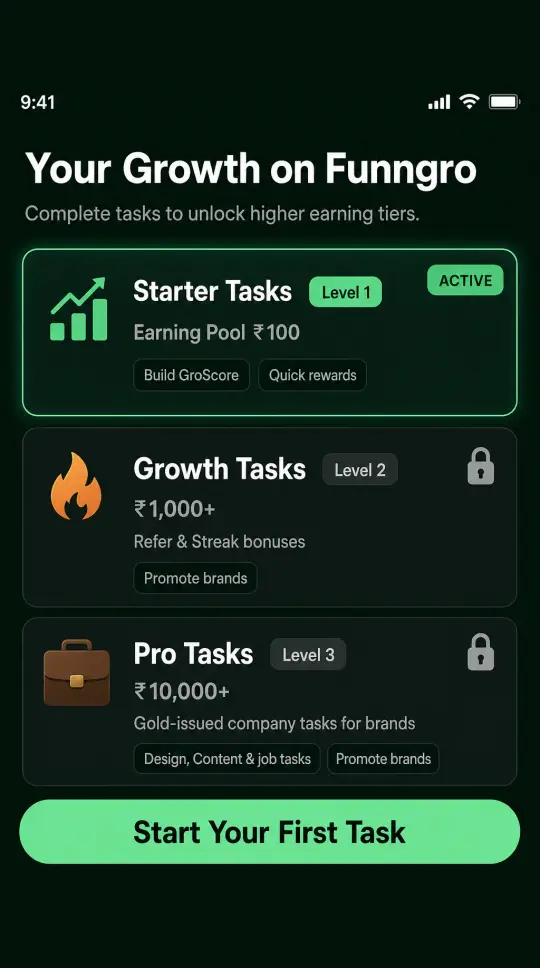 9:41
Your Growth on Funngro
Complete tasks to unlock higher earning tiers.
Starter Tasks Level 1 ACTIVE
Earning Pool ₹100
Build GroScore Quick rewards
Growth Tasks Level 2
₹1,000+
Refer & Streak bonuses
Promote brands
Pro Tasks Level 3
₹10,000+
Gold-issued company tasks for brands
Design, Content & job tasks Promote brands
Start Your First Task